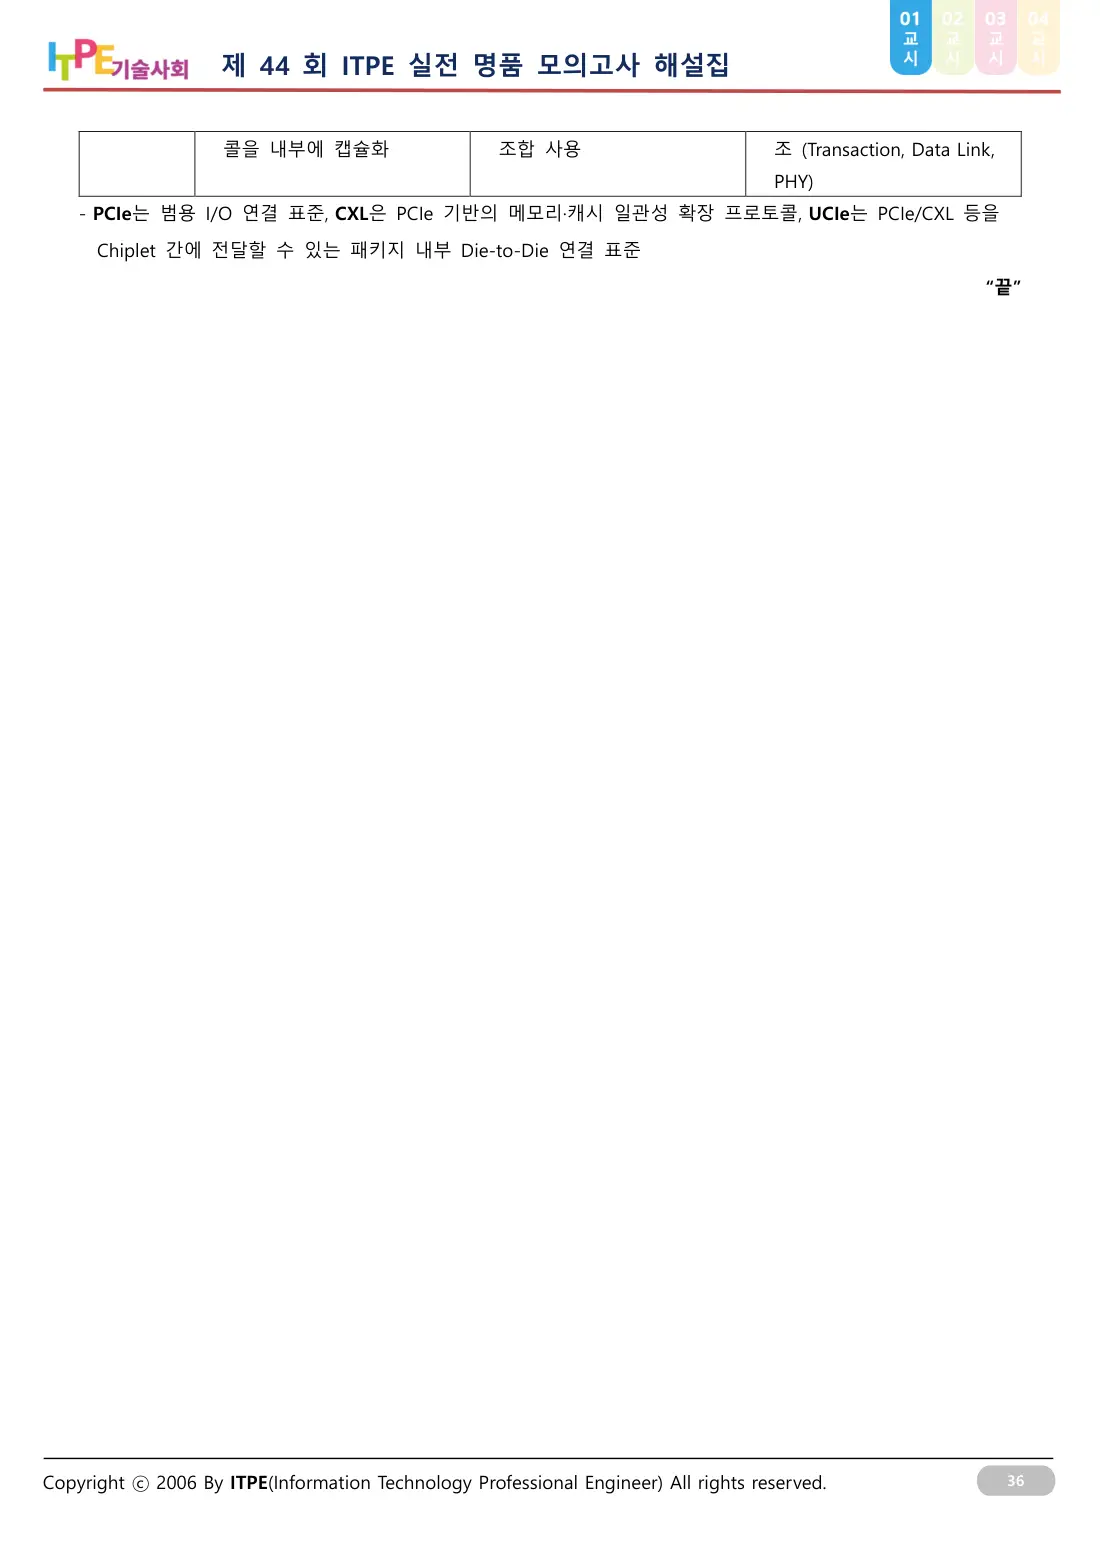 ITPE기술사회 제 44 회 ITPE 실전 명품 모의고사 해설집
01 교 시
02 교 시
03 교 시
04 교 시
콜을 내부에 캡슐화
조합 사용
조 (Transaction, Data Link,
PHY)
- PCIe는 범용 I/O 연결 표준, CXL은 PCIe 기반의 메모리·캐시 일관성 확장 프로토콜, UCIe는 PCIe/CXL 등을
Chiplet 간에 전달할 수 있는 패키지 내부 Die-to-Die 연결 표준
“끝”
Copyright ⓒ 2006 By ITPE(Information Technology Professional Engineer) All rights reserved.
36